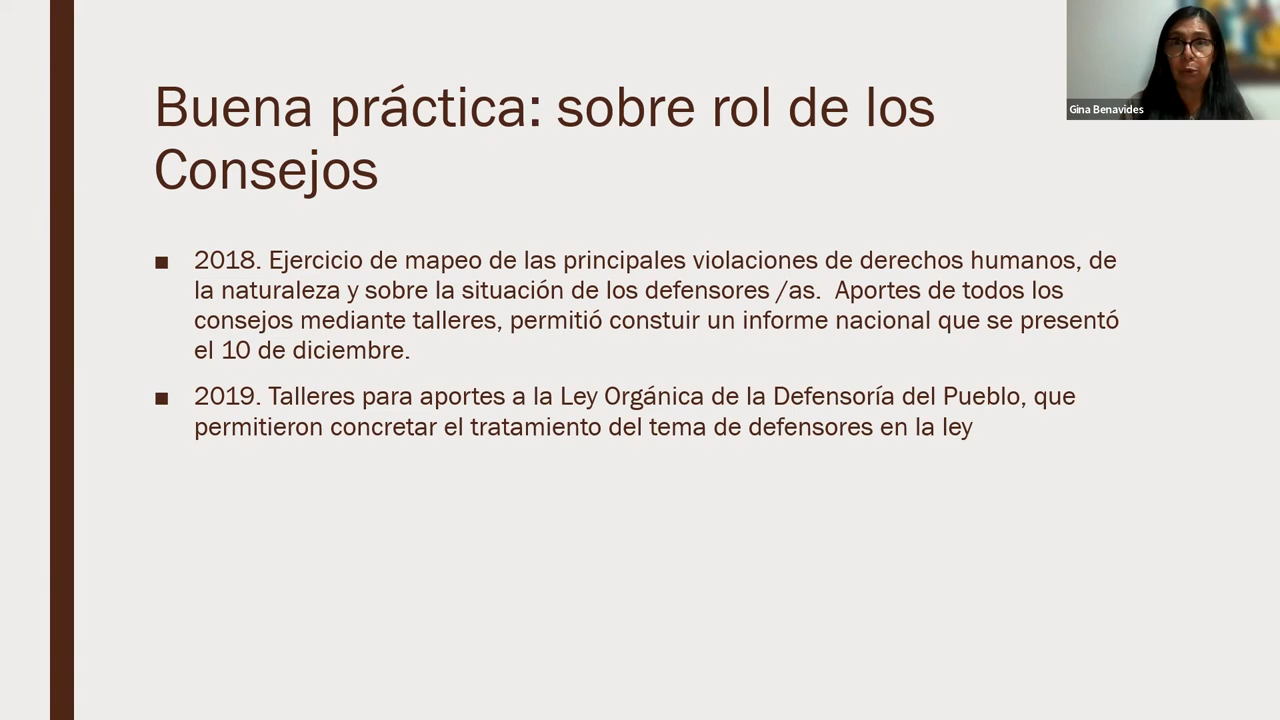 Buena práctica: sobre rol de los
Consejos
Gina Benavides
■ 2018. Ejercicio de mapeo de las principales violaciones de derechos humanos, de
la naturaleza y sobre la situación de los defensores /as.  Aportes de todos los
consejos mediante talleres, permitió constuir un informe nacional que se presentó
el 10 de diciembre.
■ 2019. Talleres para aportes a la Ley Orgánica de la Defensoría del Pueblo, que
permitieron concretar el tratamiento del tema de defensores en la ley